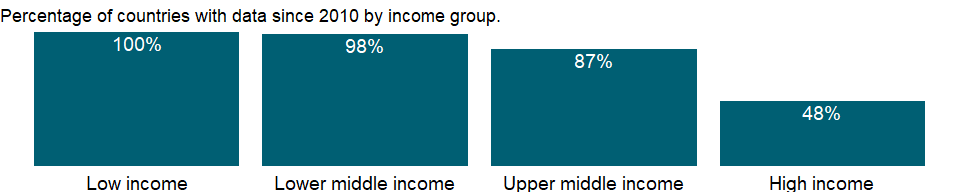 Percentage of countries with data since 2010 by income group.
100%
98%
87%
48%
Low income
Lower middle income
Upper middle income
High income